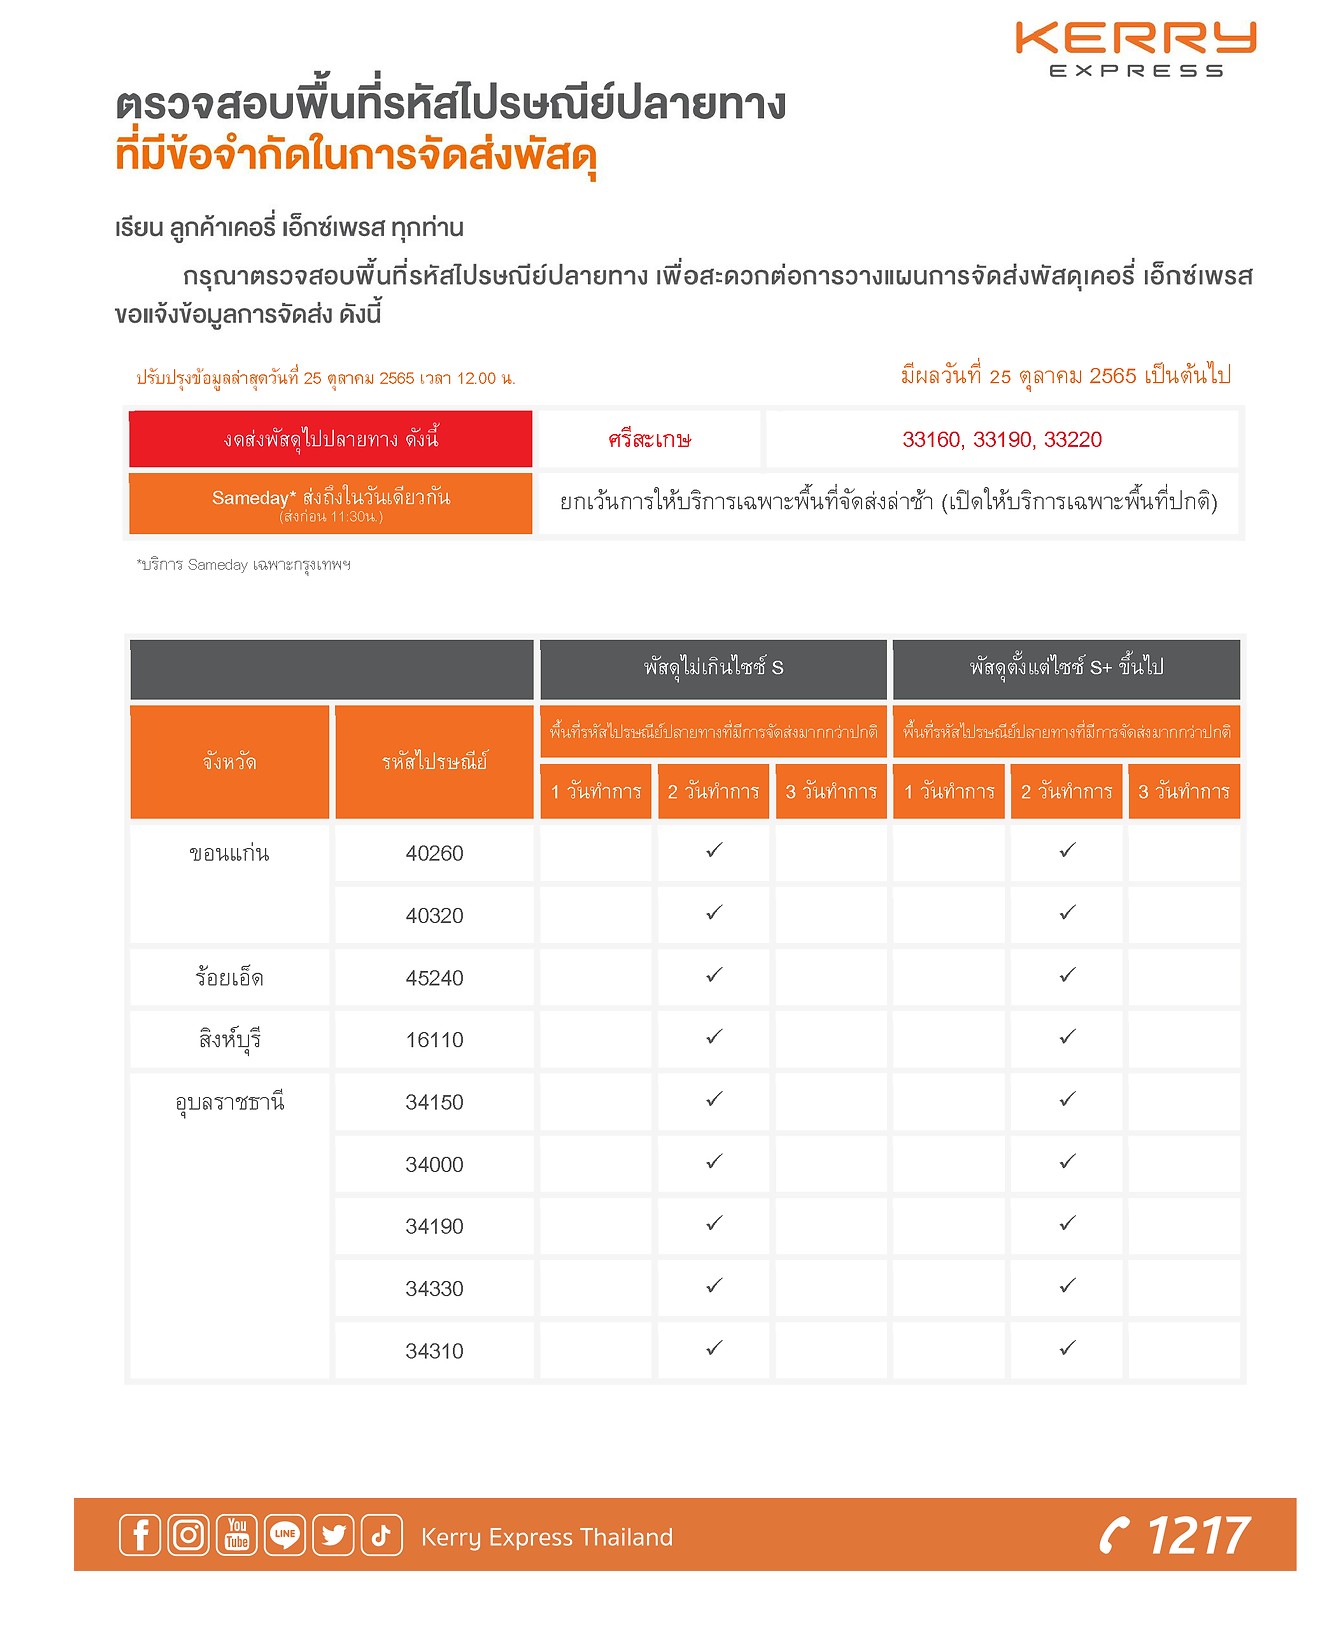 KERRY
EXPRESS
ตรวจสอบพื้นที่รหัสไปรษณีย์ปลายทาง
ที่มีข้อจำกัดในการจัดส่งพัสดุ
เรียน ลูกค้าเคอรี่ เอ็กซ์เพรส ทุกท่าน
กรุณาตรวจสอบพื้นที่รหัสไปรษณีย์ปลายทาง เพื่อสะดวกต่อการวางแผนการจัดส่งพัสดุเคอรี่ เอ็กซ์เพรส
ขอแจ้งข้อมูลการจัดส่ง ดังนี้
ปรับปรุงข้อมูลล่าสุดวันที่ 25 ตุลาคม 2565 เวลา 12.00 น. มีผลวันที่ 25 ตุลาคม 2565 เป็นต้นไป
งดส่งพัสดุไปปลายทาง ดังนี้ ศรีสะเกษ 33160, 33190, 33220
Sameday* ส่งถึงในวันเดียวกัน ยกเว้นการให้บริการเฉพาะพื้นที่จัดส่งล่าช้า (เปิดให้บริการเฉพาะพื้นที่ปกติ)
(ส่งก่อน 11:30น.)
*บริการ Sameday เฉพาะกรุงเทพฯ
พัสดุไม่เกินไซซ์ S พัสดุตั้งแต่ไซซ์ S+ ขึ้นไป
จังหวัด รหัสไปรษณีย์ พื้นที่รหัสไปรษณีย์ปลายทางที่มีการจัดส่งมากกว่าปกติ พื้นที่รหัสไปรษณีย์ปลายทางที่มีการจัดส่งมากกว่าปกติ
1 วันทำการ 2 วันทำการ 3 วันทำการ 1 วันทำการ 2 วันทำการ 3 วันทำการ
ขอนแก่น 40260 ✓ ✓
40320 ✓ ✓
ร้อยเอ็ด 45240 ✓ ✓
สิงห์บุรี 16110 ✓ ✓
อุบลราชธานี 34150 ✓ ✓
34000 ✓ ✓
34190 ✓ ✓
34330 ✓ ✓
34310 ✓ ✓
You Tube LINE Kerry Express Thailand 1217